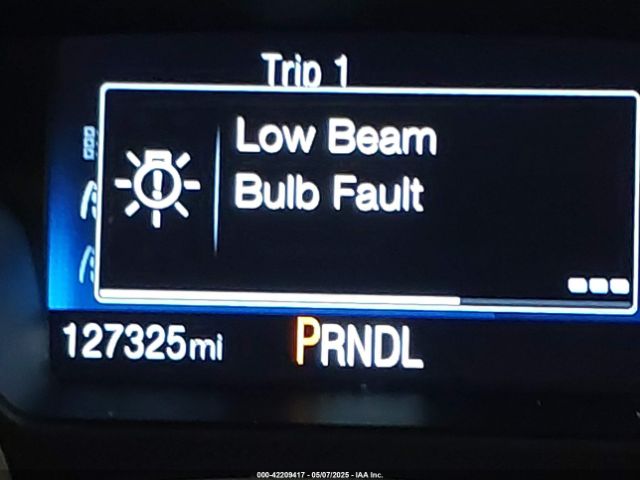 Trip 1
Low Beam
Bulb Fault
127325mi
PRNDL
000-42209417 - 05/07/2025 - IAA Inc.